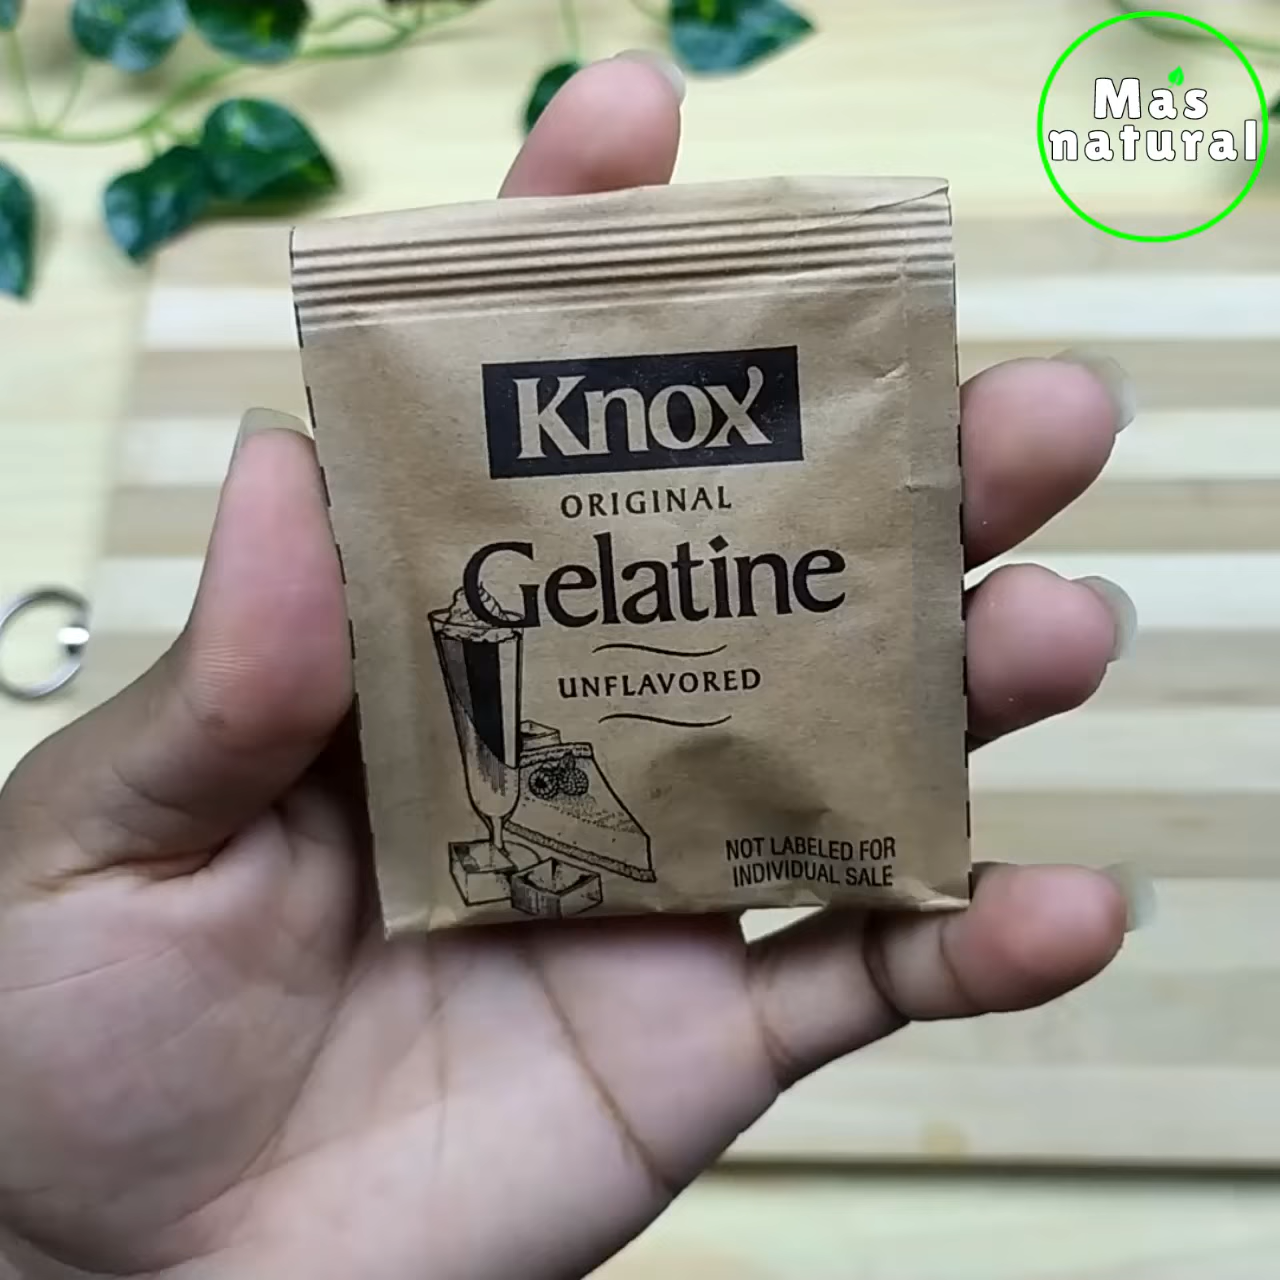 Más
natural
Knox
ORIGINAL
Gelatine
UNFLAVORED
NOT LABELED FOR
INDIVIDUAL SALE